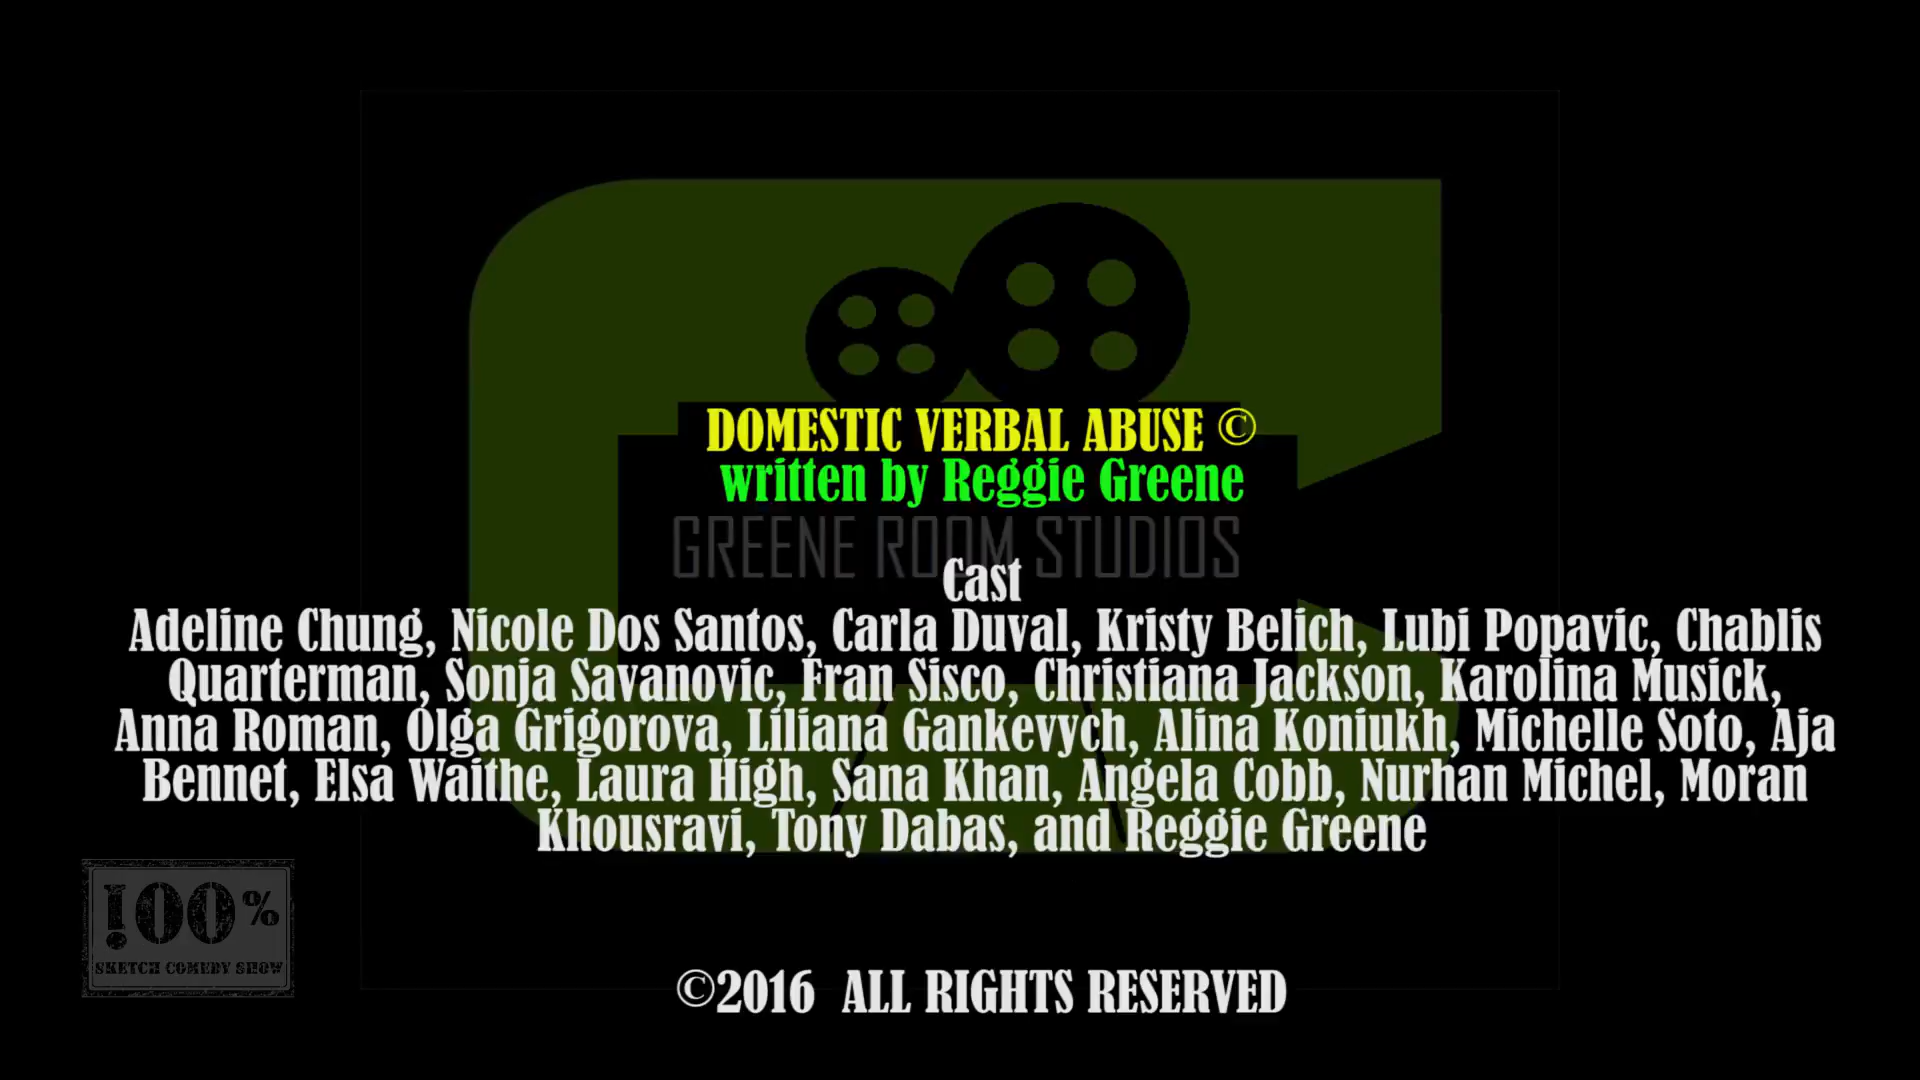 DOMESTIC VERBAL ABUSE ©
written by Reggie Greene
GREENE ROOM STUDIOS
Cast
Adeline Chung, Nicole Dos Santos, Carla Duval, Kristy Belich, Lubi Popavic, Chablis
Quarterman, Sonja Savanovic, Fran Sisco, Christiana Jackson, Karolina Musick,
Anna Roman, Olga Grigorova, Liliana Gankevych, Alina Koniukh, Michelle Soto, Aja
Bennet, Elsa Waithe, Laura High, Sana Khan, Angela Cobb, Nurhan Michel, Moran
Khousravi, Tony Dabas, and Reggie Greene
!00%
SKETCH COMEDY SHOW
©2016 ALL RIGHTS RESERVED